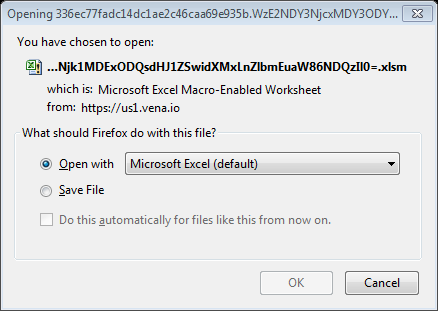 Opening 336ec77fadc14dc1ae2c46caa69e935b.WzE2NDY3NjcxMDY3ODY...
You have chosen to open:
...Njk1MDExODQsdHJ1ZSwidXMxLnZlbmEuaW86NDQzIl0=.xlsm
which is: Microsoft Excel Macro-Enabled Worksheet
from: https://us1.vena.io
What should Firefox do with this file?
Open with Microsoft Excel (default)
Save File
Do this automatically for files like this from now on.
OK Cancel